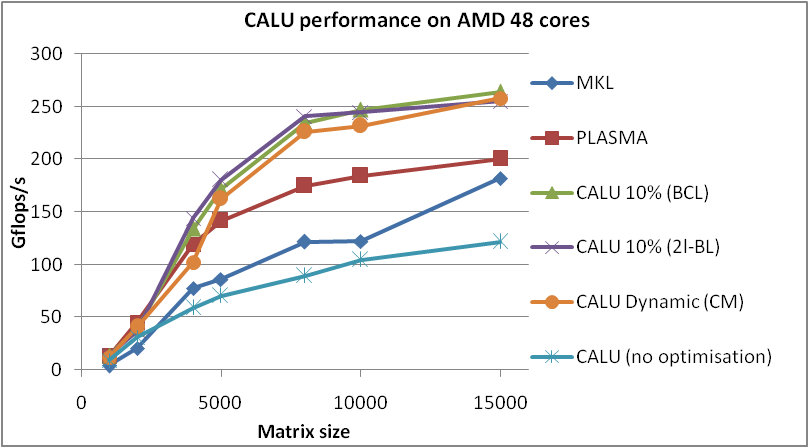 CALU performance on AMD 48 cores
300
250
200
150
100
50
0
Gflops/s
0
5000
10000
15000
Matrix size
MKL
PLASMA
CALU 10% (BCL)
CALU 10% (2l-BL)
CALU Dynamic (CM)
CALU (no optimisation)